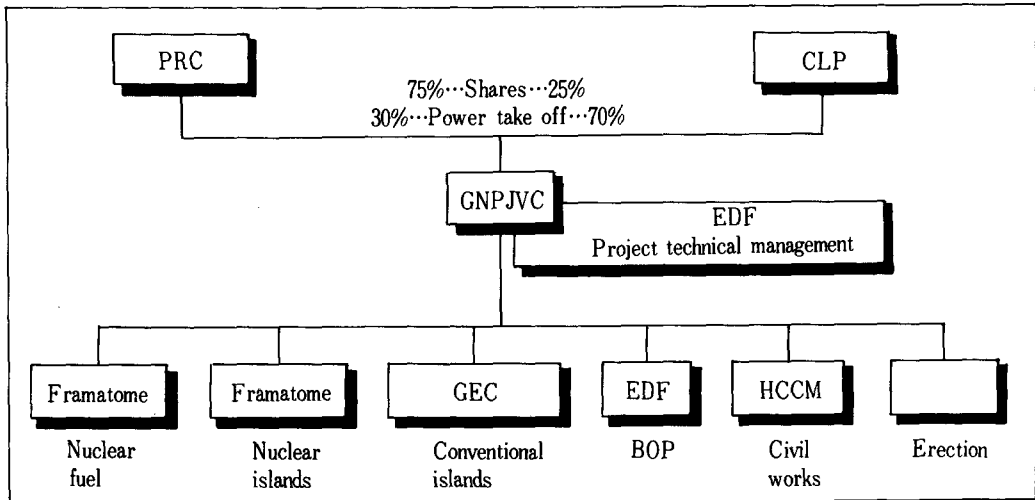 PRC
CLP
75%···Shares···25%
30%···Power take off···70%
GNPJVC
EDF
Project technical management
Framatome
Framatome
GEC
EDF
HCCM
Nuclear
fuel
Nuclear
islands
Conventional
islands
BOP
Civil
works
Erection